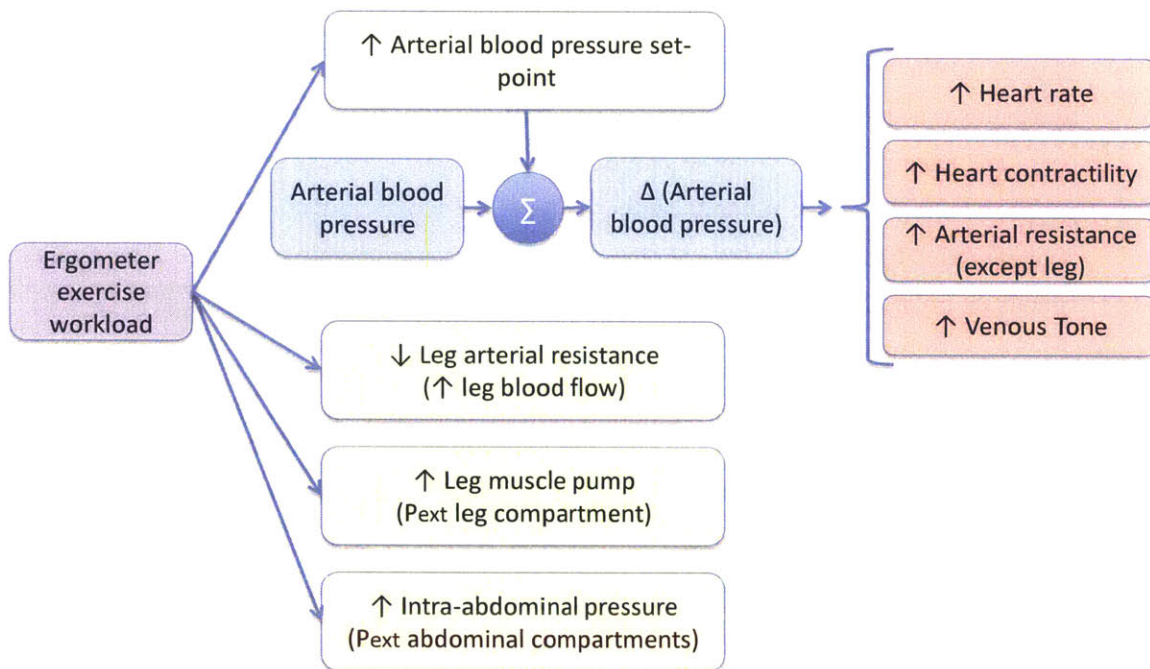 ↑ Arterial blood pressure set-
point
Arterial blood
pressure
Σ
Δ (Arterial
blood pressure)
↑ Heart rate
↑ Heart contractility
↑ Arterial resistance
(except leg)
↑ Venous Tone
Ergometer
exercise
workload
↓ Leg arterial resistance
(↑ leg blood flow)
↑ Leg muscle pump
(Pext leg compartment)
↑ Intra-abdominal pressure
(Pext abdominal compartments)